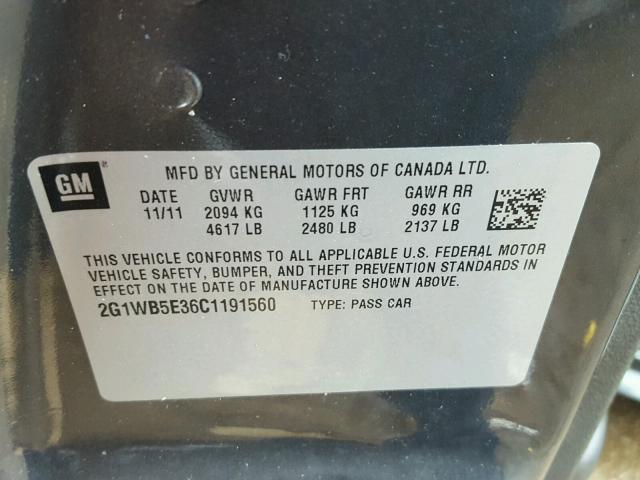 GM
MFD BY GENERAL MOTORS OF CANADA LTD.
DATE GVWR GAWR FRT GAWR RR
11/11 2094 KG 1125 KG 969 KG
4617 LB 2480 LB 2137 LB
THIS VEHICLE CONFORMS TO ALL APPLICABLE U.S. FEDERAL MOTOR
VEHICLE SAFETY, BUMPER, AND THEFT PREVENTION STANDARDS IN
EFFECT ON THE DATE OF MANUFACTURE SHOWN ABOVE.
2G1WB5E36C1191560 TYPE: PASS CAR